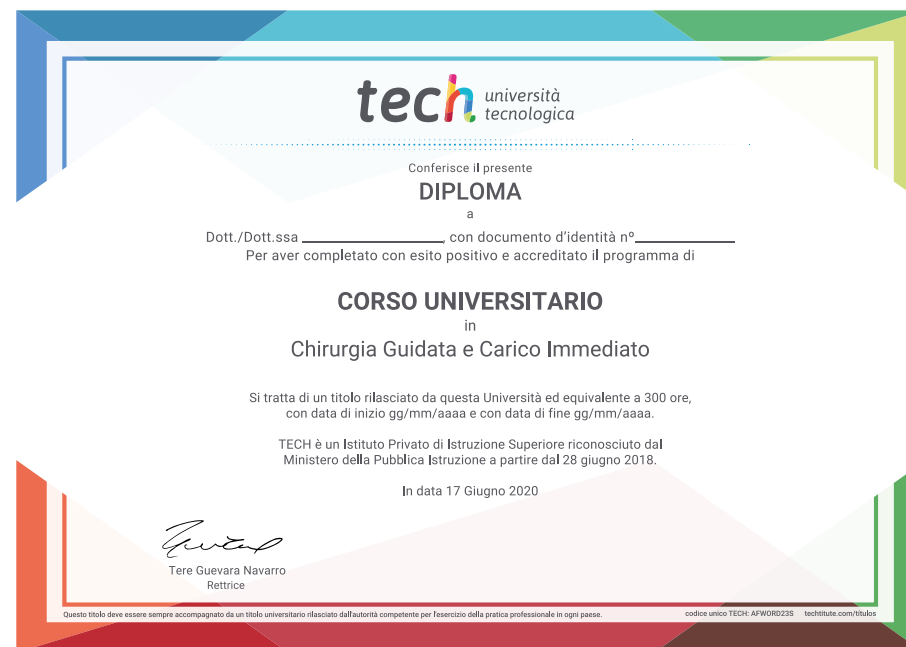 tech università
tecnologica
Conferisce il presente
DIPLOMA
a
Dott./Dott.ssa ____________________, con documento d'identità nº______________
Per aver completato con esito positivo e accreditato il programma di
CORSO UNIVERSITARIO
in
Chirurgia Guidata e Carico Immediato
Si tratta di un titolo rilasciato da questa Università ed equivalente a 300 ore,
con data di inizio gg/mm/aaaa e con data di fine gg/mm/aaaa.
TECH è un Istituto Privato di Istruzione Superiore riconosciuto dal
Ministero della Pubblica Istruzione a partire dal 28 giugno 2018.
In data 17 Giugno 2020
Tere Guevara Navarro
Rettrice
Questo titolo deve essere sempre accompagnato da un titolo universitario rilasciato dall'autorità competente per l'esercizio della pratica professionale in ogni paese.
codice unico TECH: AFWORD23S techtitute.com/títulos